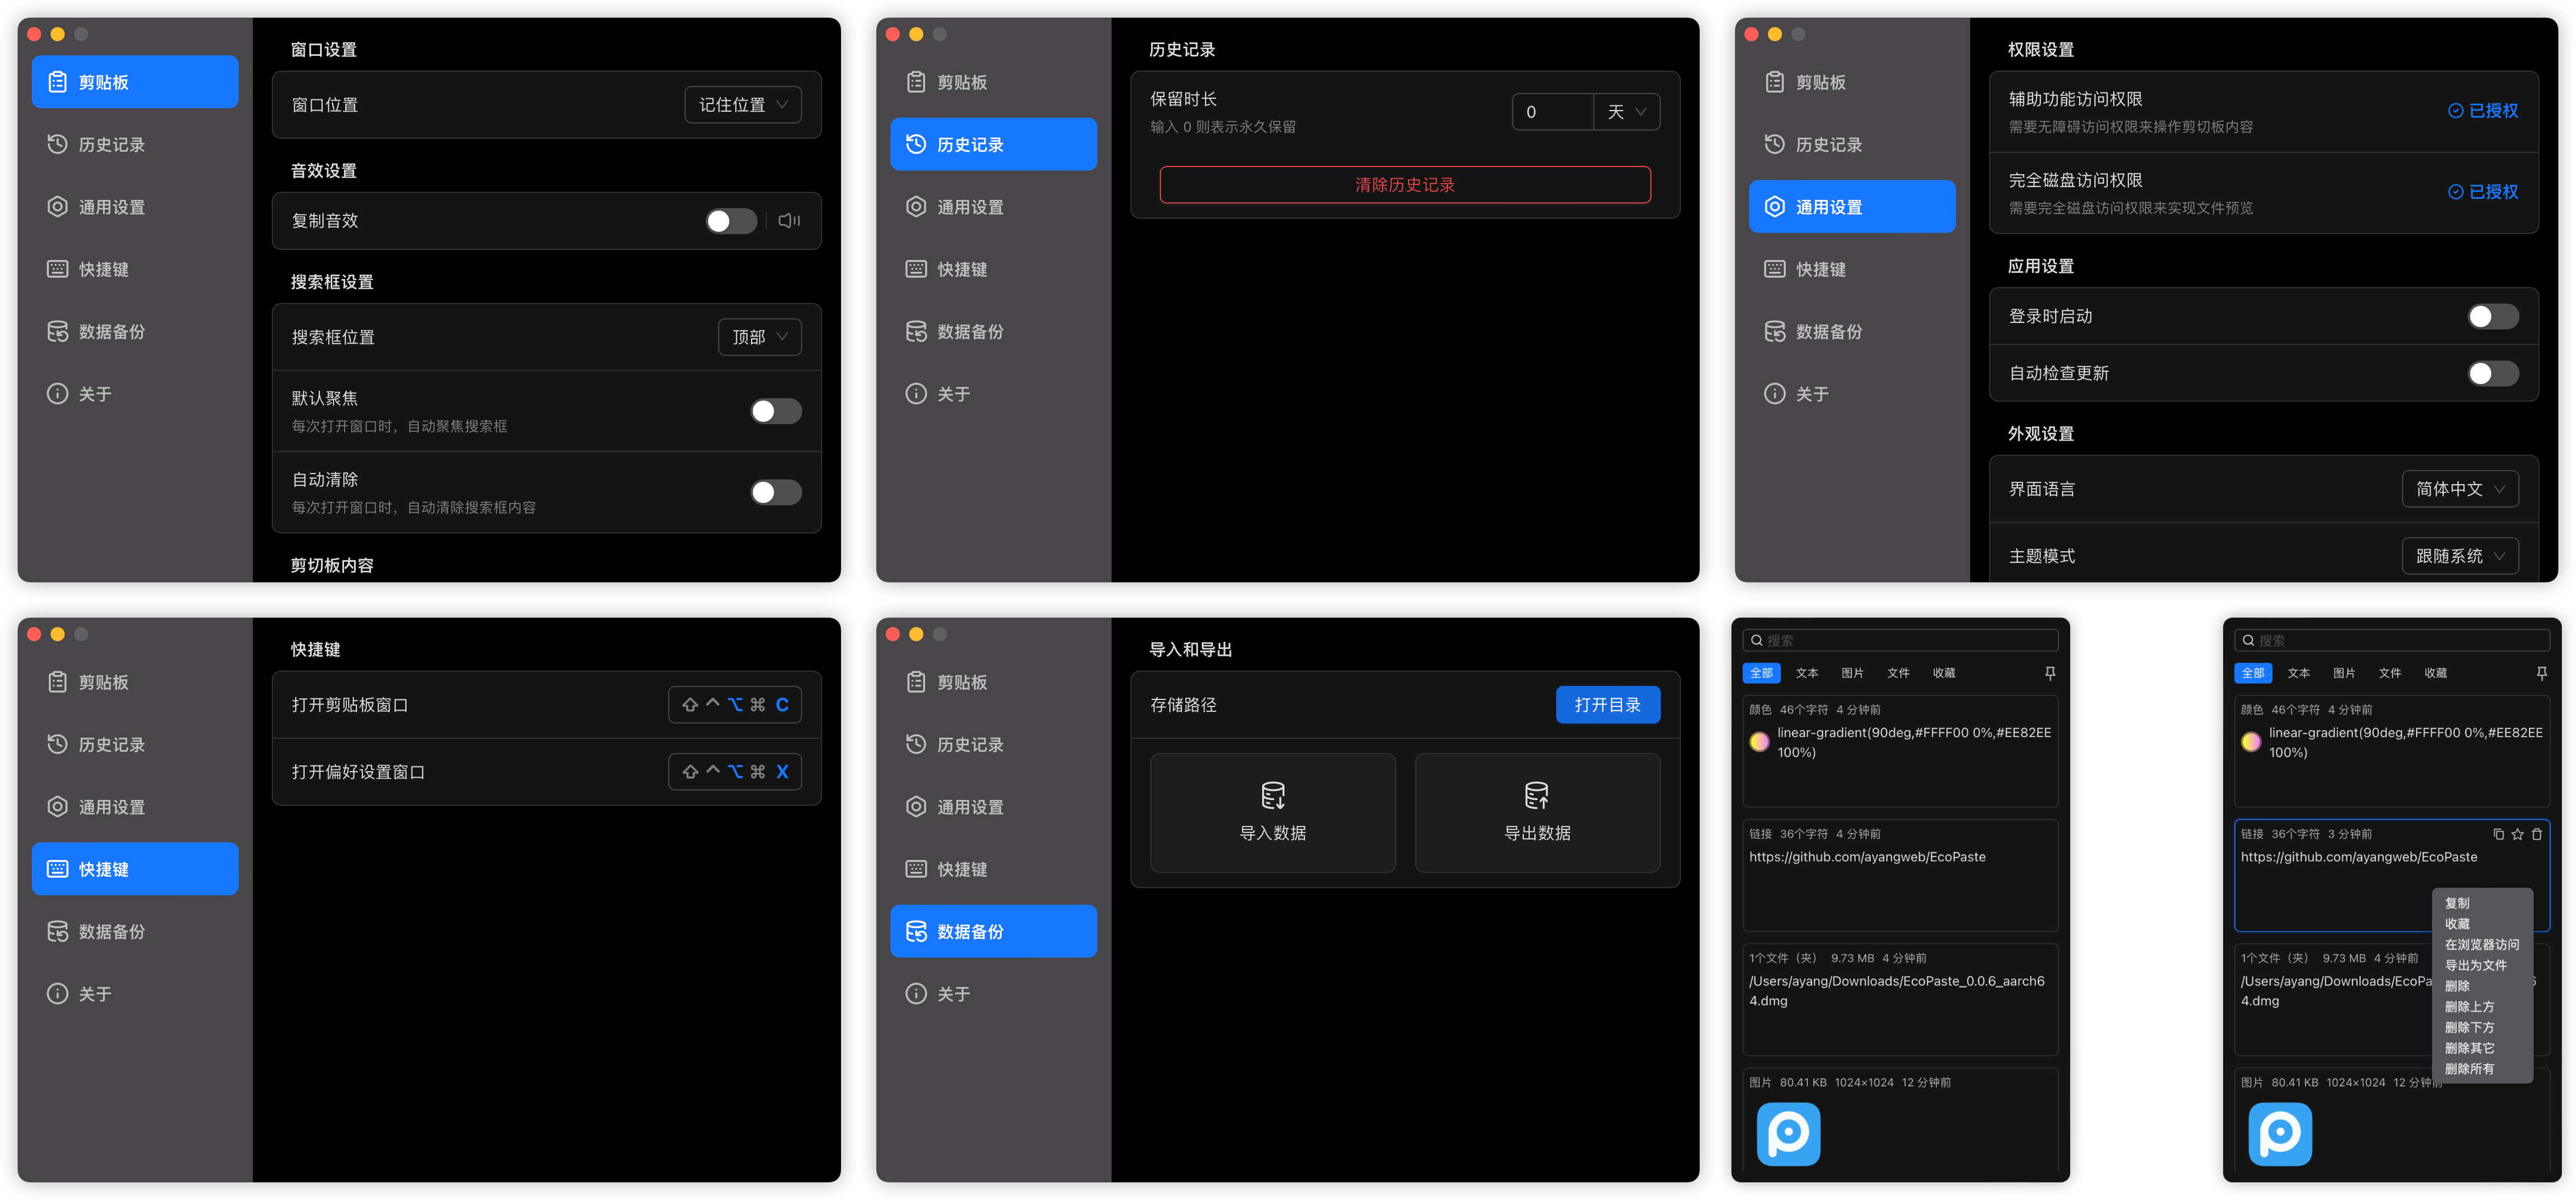 剪贴板
历史记录
通用设置
快捷键
数据备份
关于
窗口设置
窗口位置
记住位置
音效设置
复制音效
搜索框设置
搜索框位置
顶部
默认聚焦
每次打开窗口时，自动聚焦搜索框
自动清除
每次打开窗口时，自动清除搜索框内容
剪切板内容
剪贴板
历史记录
通用设置
快捷键
数据备份
关于
历史记录
保留时长
输入 0 则表示永久保留
0
天
清除历史记录
剪贴板
历史记录
通用设置
快捷键
数据备份
关于
权限设置
辅助功能访问权限
需要无障碍访问权限来操作剪切板内容
已授权
完全磁盘访问权限
需要完全磁盘访问权限来实现文件预览
已授权
应用设置
登录时启动
自动检查更新
外观设置
界面语言
简体中文
主题模式
跟随系统
剪贴板
历史记录
通用设置
快捷键
数据备份
关于
快捷键
打开剪贴板窗口
⇧ ⌃ ⌥ ⌘ C
打开偏好设置窗口
⇧ ⌃ ⌥ ⌘ X
剪贴板
历史记录
通用设置
快捷键
数据备份
关于
导入和导出
存储路径
打开目录
导入数据
导出数据
搜索
全部 文本 图片 文件 收藏
颜色 46个字符 4 分钟前
linear-gradient(90deg,#FFFF00 0%,#EE82EE
100%)
链接 36个字符 4 分钟前
https://github.com/ayangweb/EcoPaste
1个文件（夹） 9.73 MB 4 分钟前
/Users/ayang/Downloads/EcoPaste_0.0.6_aarch6
4.dmg
图片 80.41 KB 1024×1024 12 分钟前
搜索
全部 文本 图片 文件 收藏
颜色 46个字符 4 分钟前
linear-gradient(90deg,#FFFF00 0%,#EE82EE
100%)
链接 36个字符 3 分钟前
https://github.com/ayangweb/EcoPaste
1个文件（夹） 9.73 MB 4 分钟前
/Users/ayang/Downloads/EcoPa
6
4.dmg
图片 80.41 KB 1024×1024 12 分钟前
复制
收藏
在浏览器访问
导出为文件
删除
删除上方
删除下方
删除其它
删除所有